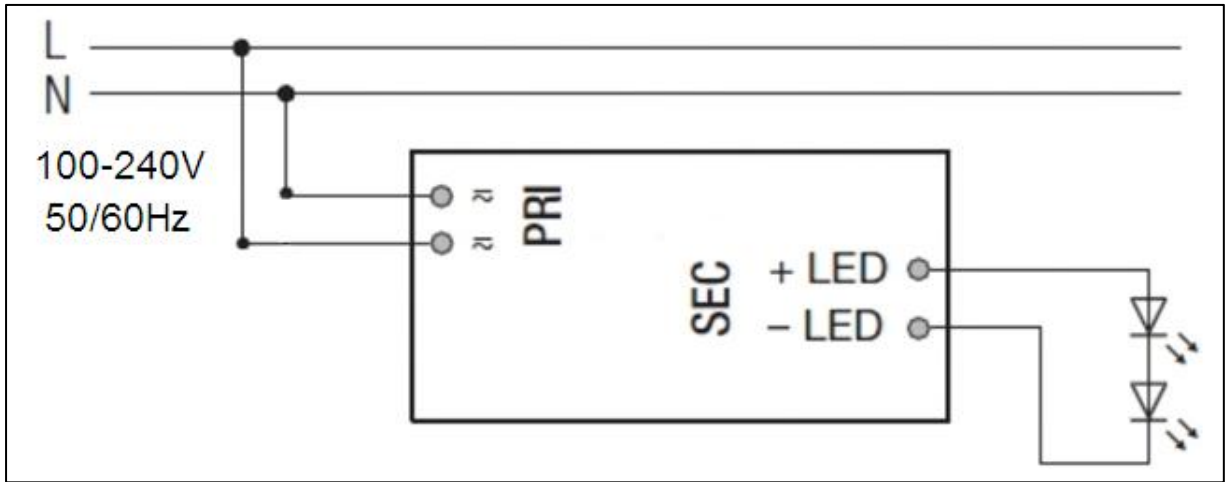 L
N
100-240V
50/60Hz
≂ PRI
≂
SEC
+ LED
– LED